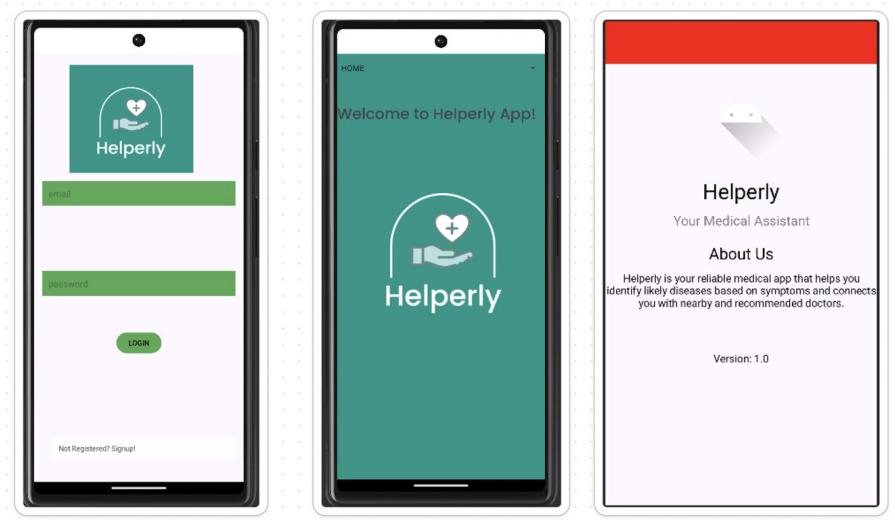 Helperly
email
password
LOGIN
Not Registered? Signup!
HOME
Welcome to Helperly App!
Helperly
Helperly
Your Medical Assistant
About Us
Helperly is your reliable medical app that helps you
identify likely diseases based on symptoms and connects
you with nearby and recommended doctors.
Version: 1.0